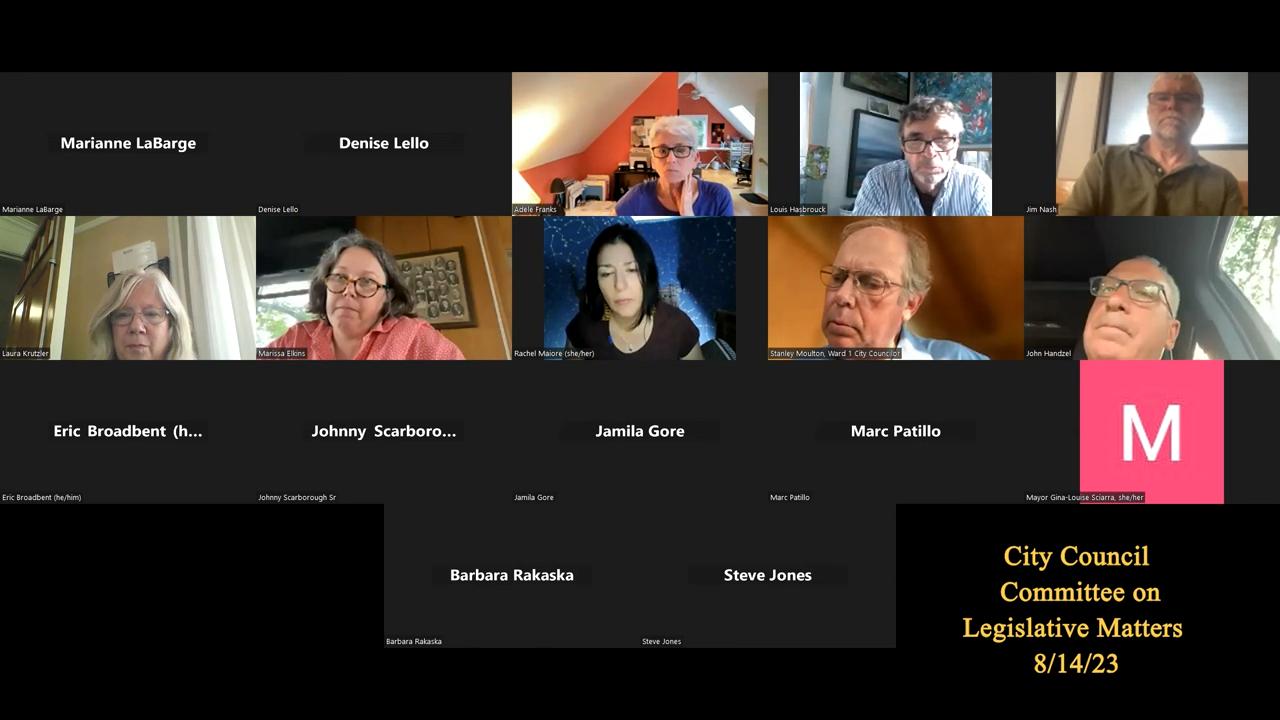 Marianne LaBarge
Denise Lello
Marianne LaBarge
Denise Lello
Adele Franks
Louis Hasbrouck
Jim Nash
Laura Krutzler
Marissa Elkins
Rachel Maiore (she/her)
Stanley Moulton, Ward 1 City Councilor
John Handzel
Eric Broadbent (h...
Johnny Scarboro...
Jamila Gore
Marc Patillo
M
Eric Broadbent (he/him)
Johnny Scarborough Sr
Jamila Gore
Marc Patillo
Mayor Gina-Louise Sciarra, she/her
Barbara Rakaska
Steve Jones
Barbara Rakaska
Steve Jones
City Council
Committee on
Legislative Matters
8/14/23